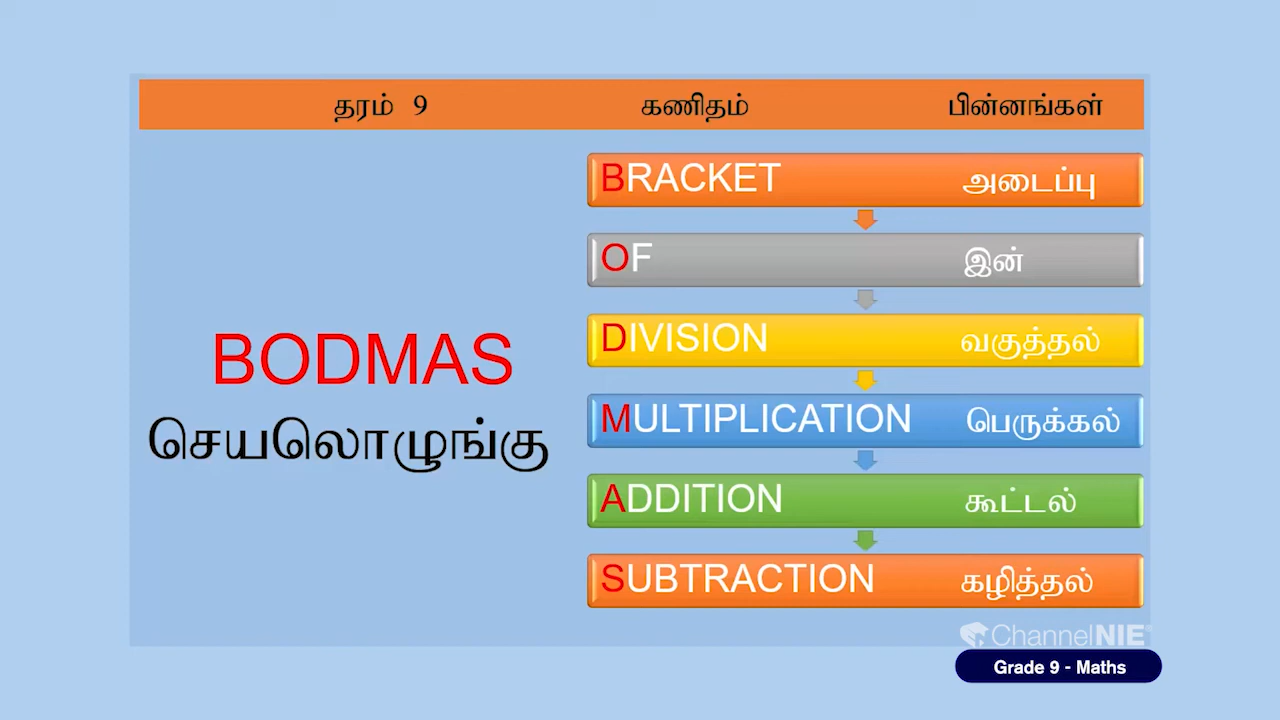 தரம் 9 கணிதம் பின்னங்கள்
BRACKET அடைப்பு
OF இன்
DIVISION வகுத்தல்
MULTIPLICATION பெருக்கல்
ADDITION கூட்டல்
SUBTRACTION கழித்தல்
BODMAS
செயலொழுங்கு
ChannelNIE
Grade 9 - Maths